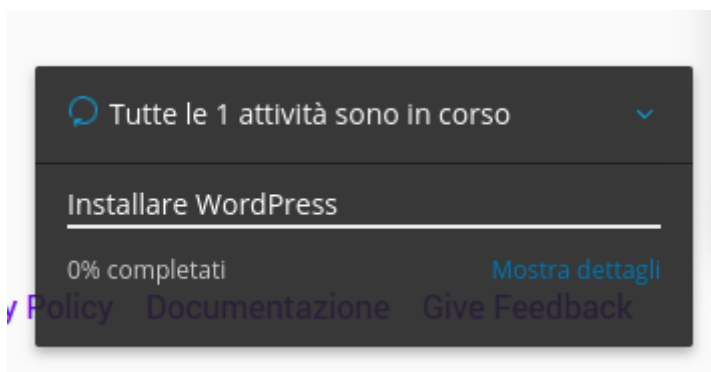 Tutte le 1 attività sono in corso
Installare WordPress
0% completati Mostra dettagli
y Policy Documentazione Give Feedback